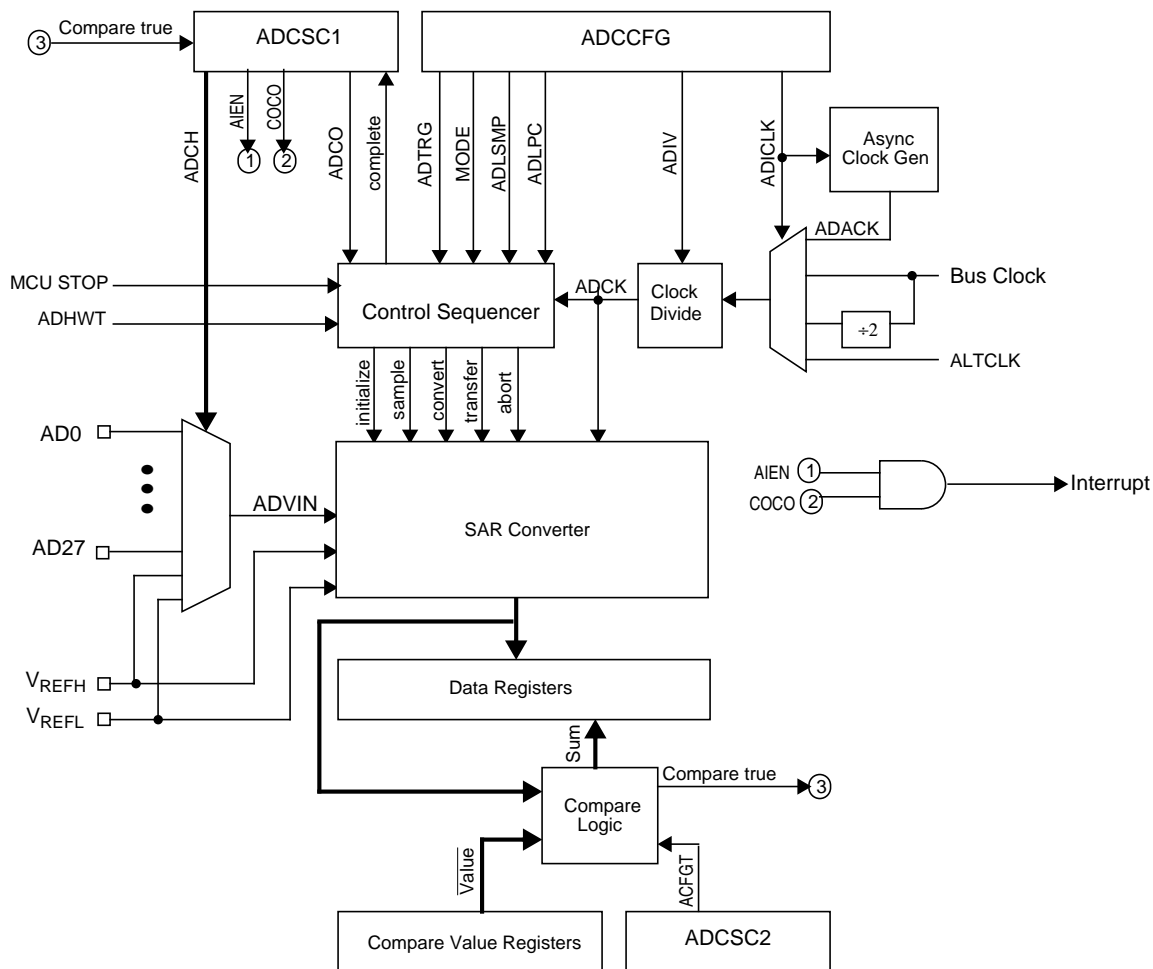 3 Compare true
ADCSC1
ADCCFG
ADCH
AIEN
COCO
1
2
ADCO
complete
ADTRG
MODE
ADLSMP
ADLPC
ADIV
ADICLK
Async
Clock Gen
ADACK
MCU STOP
ADHWT
Control Sequencer
ADCK
Clock
Divide
Bus Clock
÷2
ALTCLK
initialize
sample
convert
transfer
abort
AD0
AD27
ADVIN
SAR Converter
AIEN 1
COCO 2
Interrupt
VREFH
VREFL
Data Registers
Sum
Compare true
3
Compare
Logic
Value
ACFGT
Compare Value Registers
ADCSC2